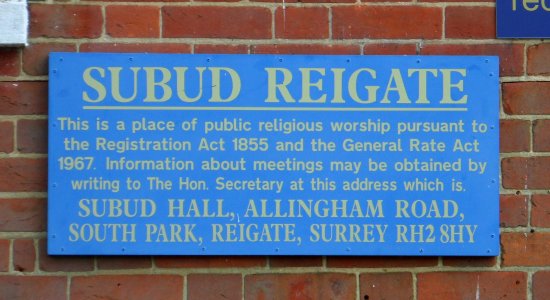 reco
SUBUD REIGATE
This is a place of public religious worship pursuant to
the Registration Act 1855 and the General Rate Act
1967. Information about meetings may be obtained by
writing to The Hon. Secretary at this address which is.
SUBUD HALL, ALLINGHAM ROAD,
SOUTH PARK, REIGATE, SURREY RH2 8HY